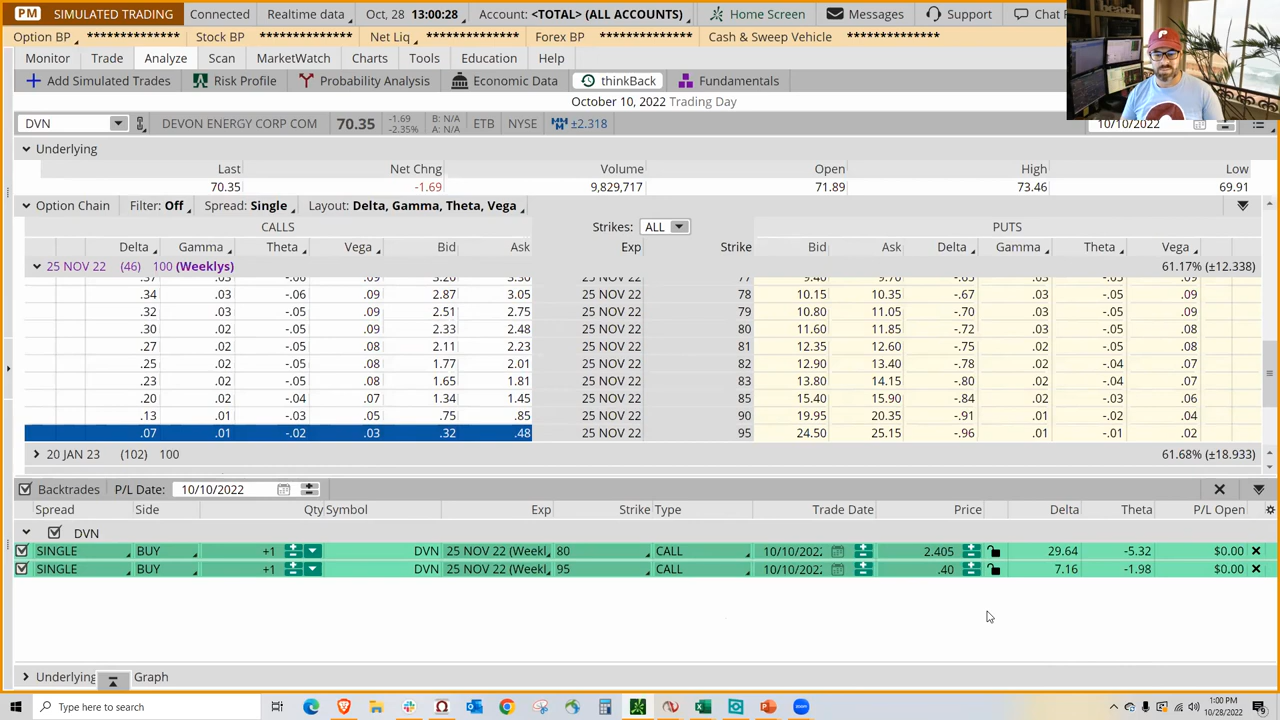 PM SIMULATED TRADING Connected Realtime data Oct, 28 13:00:28 Account: <TOTAL> (ALL ACCOUNTS) Home Screen Messages Support Chat
Option BP ************** Stock BP ************** Net Liq ************** Forex BP ************** Cash & Sweep Vehicle **************
Monitor Trade Analyze Scan MarketWatch Charts Tools Education Help
Add Simulated Trades Risk Profile Probability Analysis Economic Data thinkBack Fundamentals
October 10, 2022 Trading Day
DVN DEVON ENERGY CORP COM 70.35 -1.69 -2.35% B: N/A A: N/A ETB NYSE ±2.318 10/10/2022
Underlying
Last Net Chng Volume Open High Low
70.35 -1.69 9,829,717 71.89 73.46 69.91
Option Chain Filter: Off Spread: Single Layout: Delta, Gamma, Theta, Vega
CALLS Strikes: ALL PUTS
Delta Gamma Theta Vega Bid Ask Exp Strike Bid Ask Delta Gamma Theta Vega
25 NOV 22 (46) 100 (Weeklys) 61.17% (±12.338)
25 NOV 22 77
.34 .03 -.06 .09 2.87 3.05 25 NOV 22 78 10.15 10.35 -.67 .03 -.05 .09
.32 .03 -.05 .09 2.51 2.75 25 NOV 22 79 10.80 11.05 -.70 .03 -.05 .09
.30 .02 -.05 .09 2.33 2.48 25 NOV 22 80 11.60 11.85 -.72 .03 -.05 .08
.27 .02 -.05 .08 2.11 2.23 25 NOV 22 81 12.35 12.60 -.75 .02 -.05 .08
.25 .02 -.05 .08 1.77 2.01 25 NOV 22 82 12.90 13.40 -.78 .02 -.04 .07
.23 .02 -.05 .08 1.65 1.81 25 NOV 22 83 13.80 14.15 -.80 .02 -.04 .07
.20 .02 -.04 .07 1.34 1.45 25 NOV 22 85 15.40 15.90 -.84 .02 -.03 .06
.13 .01 -.03 .05 .75 .85 25 NOV 22 90 19.95 20.35 -.91 .01 -.02 .04
.07 .01 -.02 .03 .32 .48 25 NOV 22 95 24.50 25.15 -.96 .01 -.01 .02
20 JAN 23 (102) 100 61.68% (±18.933)
Backtrades P/L Date: 10/10/2022
Spread Side Qty Symbol Exp Strike Type Trade Date Price Delta Theta P/L Open
DVN
SINGLE BUY +1 DVN 25 NOV 22 (Weekl 80 CALL 10/10/2022 2.405 29.64 -5.32 $0.00
SINGLE BUY +1 DVN 25 NOV 22 (Weekl 95 CALL 10/10/2022 .40 7.16 -1.98 $0.00
Underlying Graph
Type here to search
1:00 PM
10/28/2022